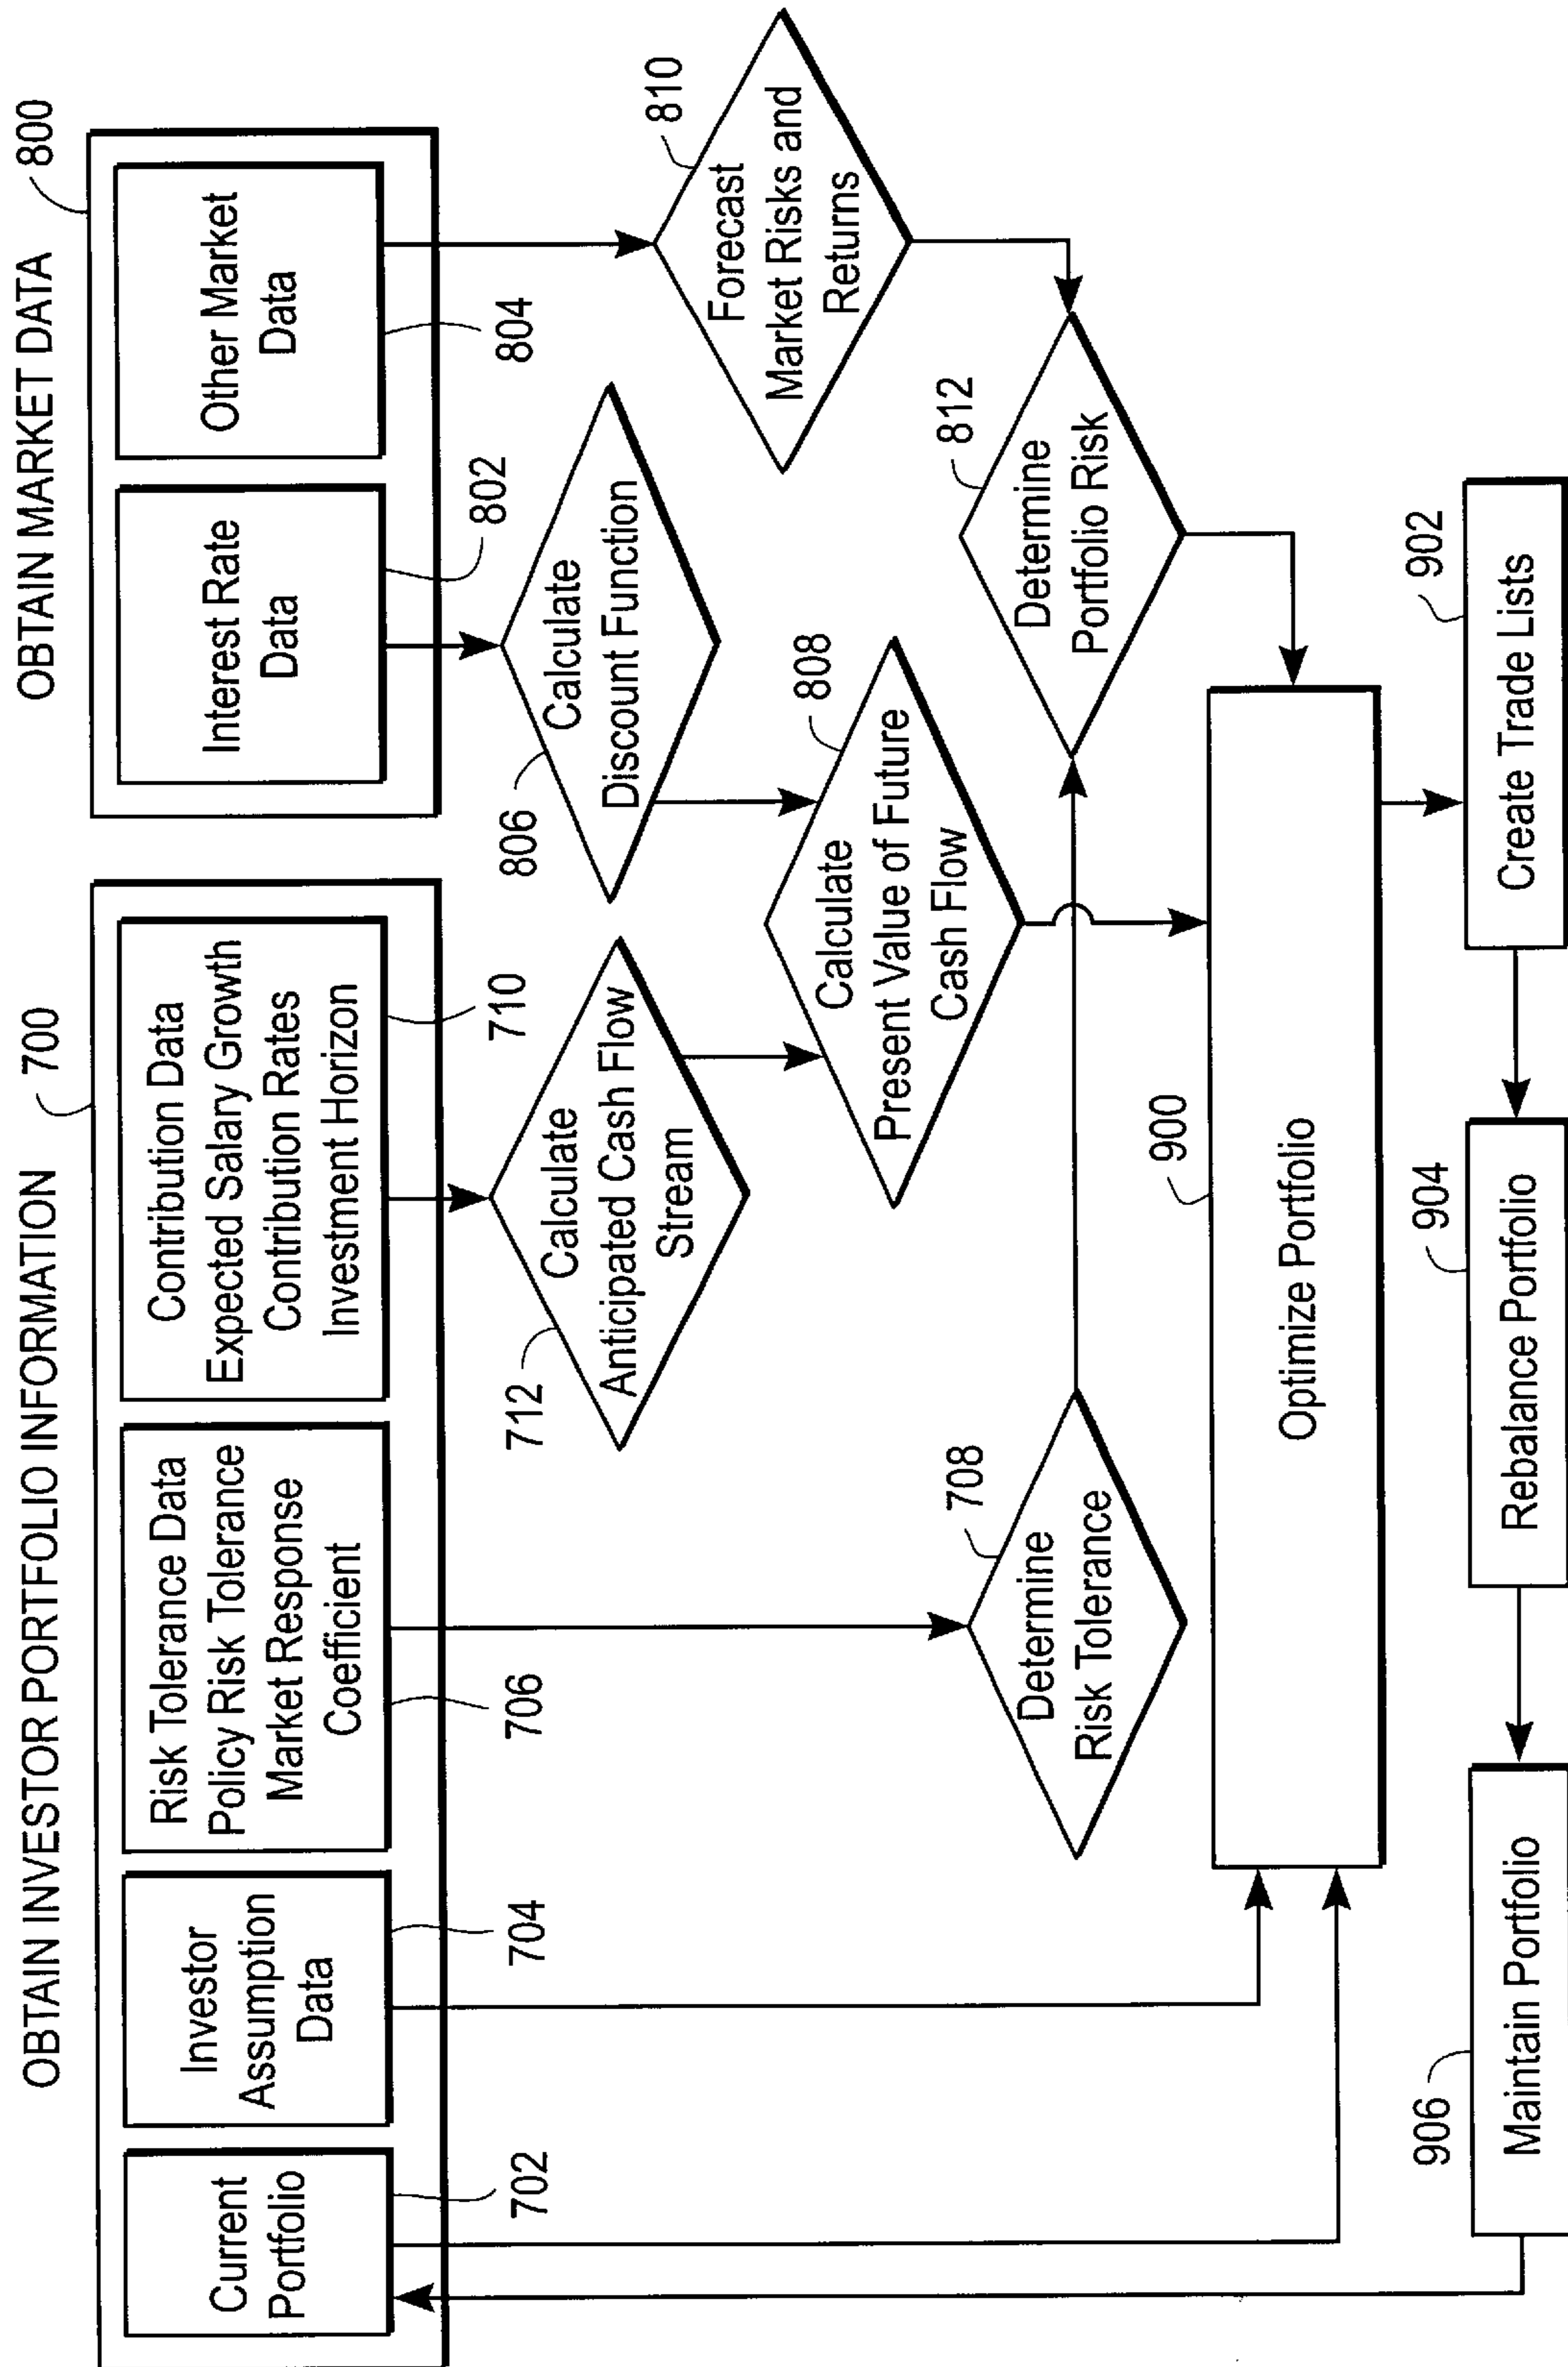 OBTAIN INVESTOR PORTFOLIO INFORMATION
700
OBTAIN MARKET DATA
800
Current
Portfolio
702
Investor
Assumption
Data
704
Risk Tolerance Data
Policy Risk Tolerance
Market Response
Coefficient
706
Contribution Data
Expected Salary Growth
Contribution Rates
Investment Horizon
710
Interest Rate
Data
802
Other Market
Data
804
712
Calculate
Anticipated Cash Flow
Stream
806
Calculate
Discount Function
Forecast
Market Risks and
Returns
810
Calculate
Present Value of Future
Cash Flow
808
Determine
Risk Tolerance
708
Determine
Portfolio Risk
812
Optimize Portfolio
900
906
Maintain Portfolio
Rebalance Portfolio
904
Create Trade Lists
902